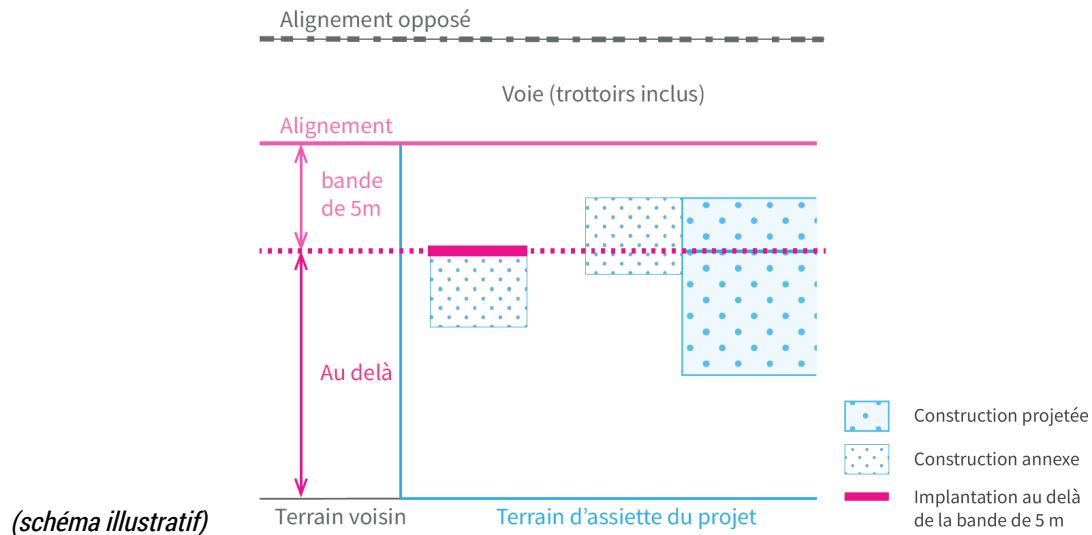 Alignement opposé
Voie (trottoirs inclus)
Alignement
bande
de 5m
Au delà
Construction projetée
Construction annexe
Implantation au delà
de la bande de 5 m
(schéma illustratif)
Terrain voisin
Terrain d'assiette du projet